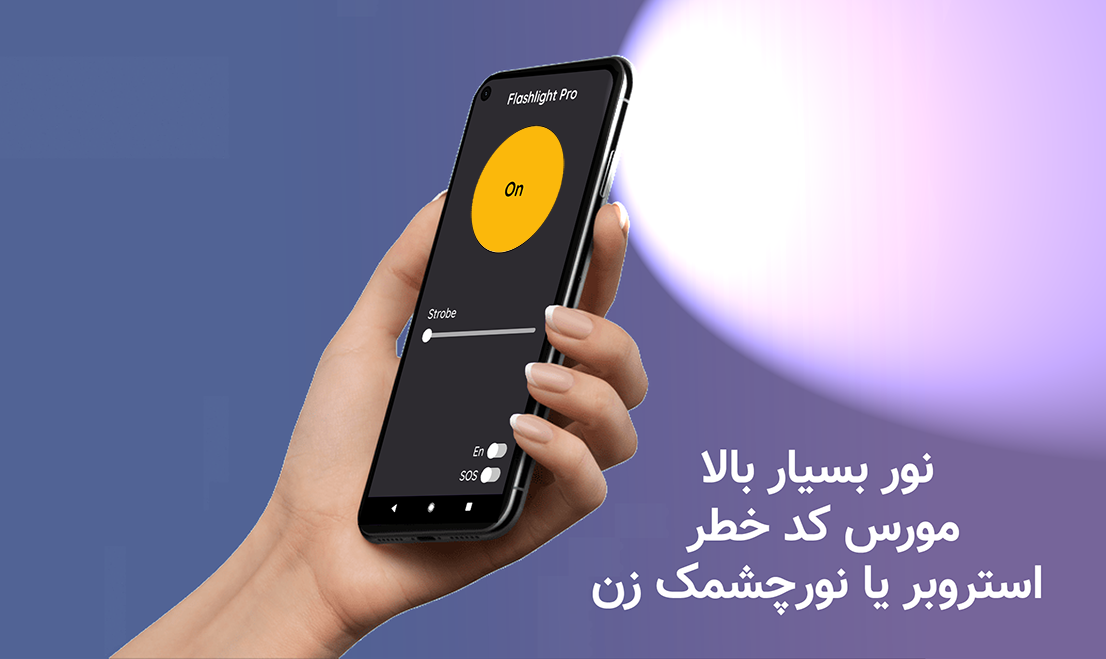 Flashlight Pro
On
Strobe
En
SOS
نور بسیار بالا
مورس کد خطر
استروبر یا نورچشمک زن